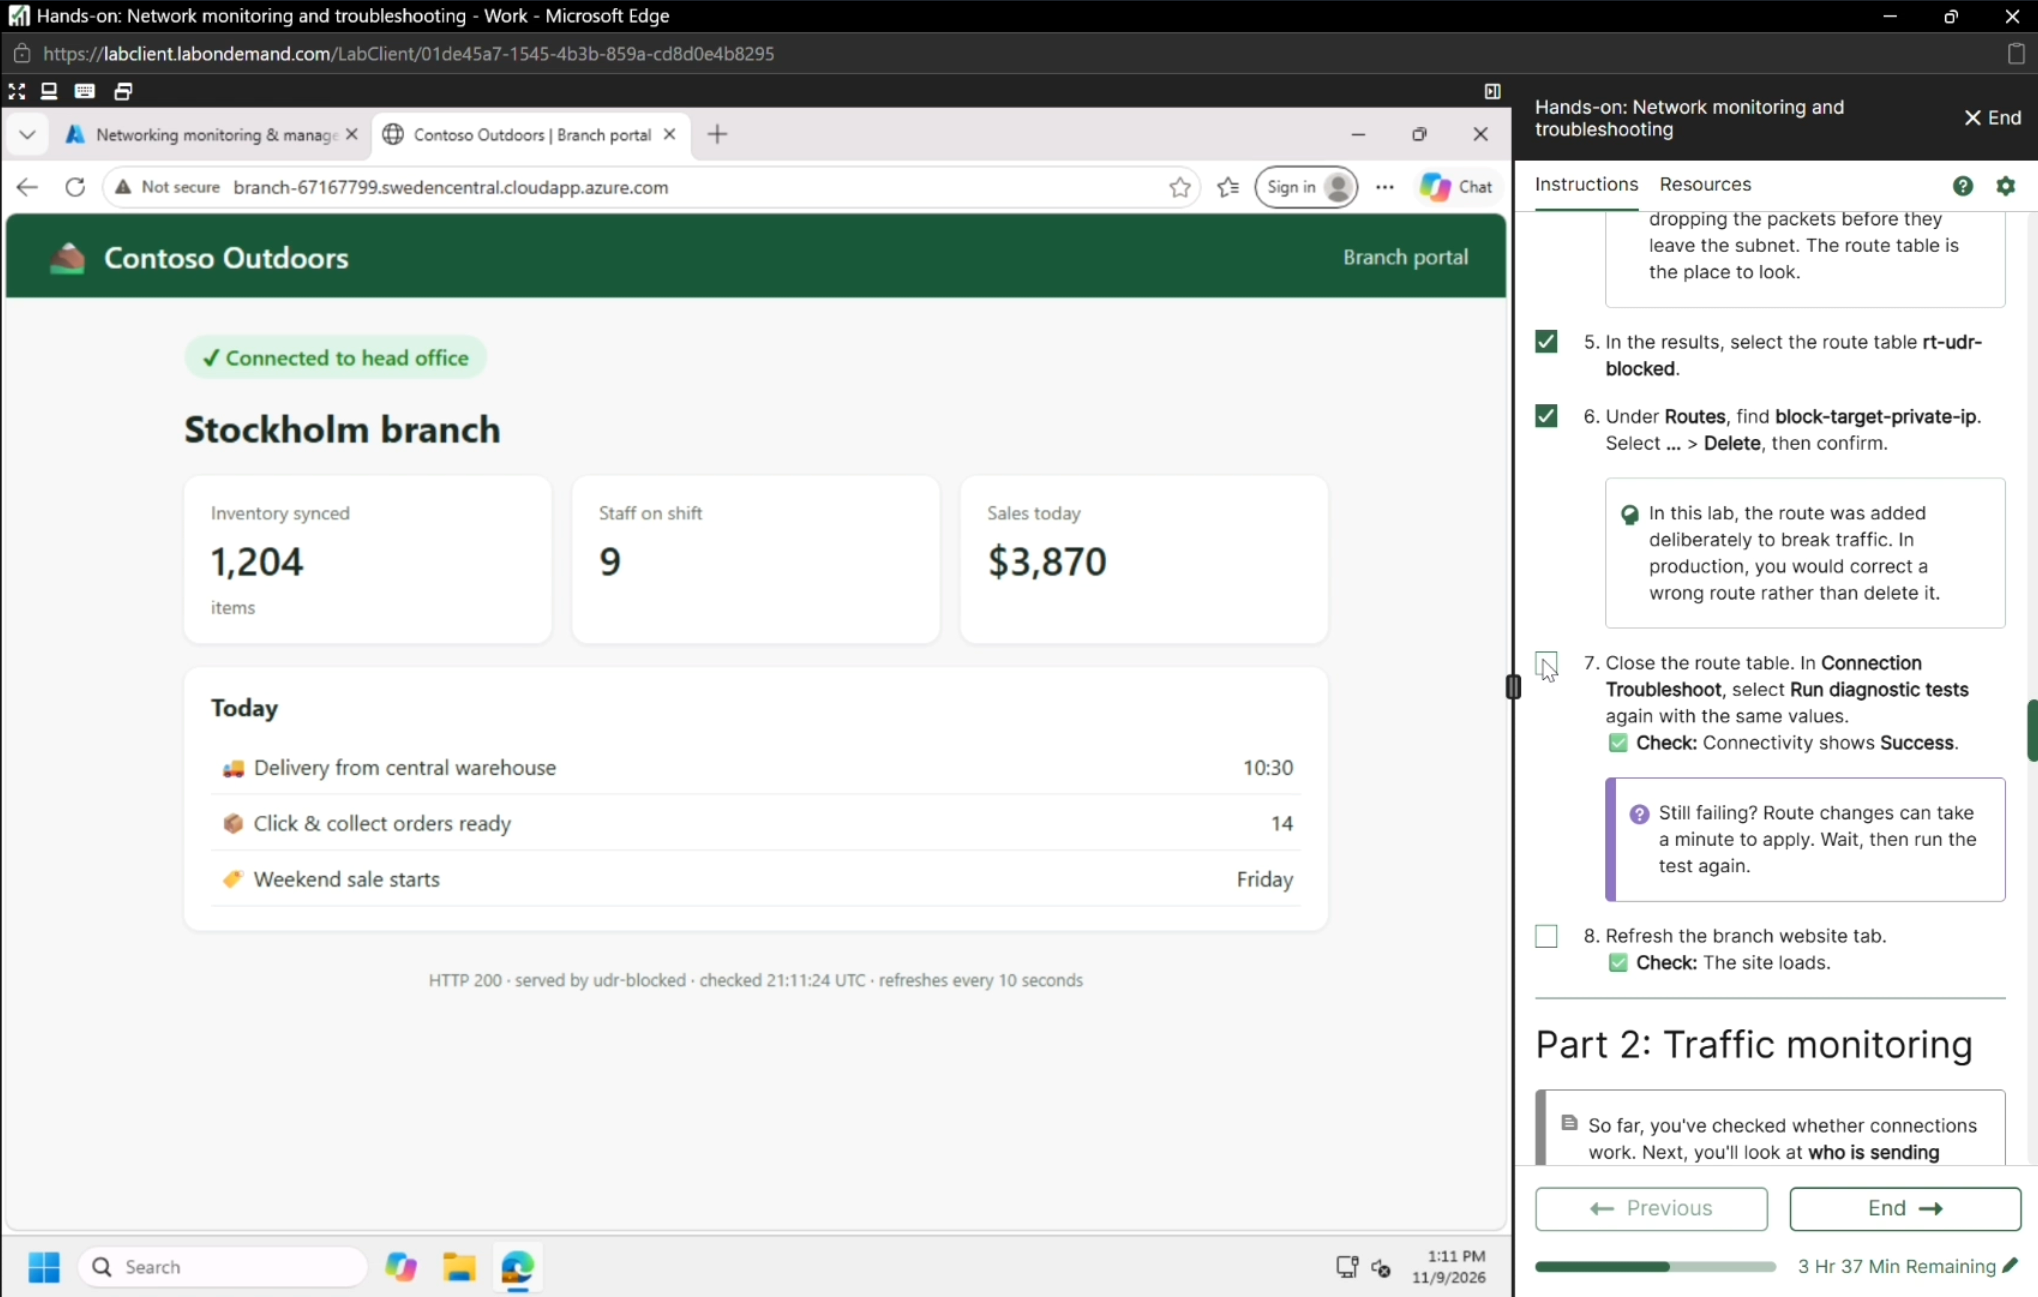 Hands-on: Network monitoring and troubleshooting - Work - Microsoft Edge
https://labclient.labondemand.com/LabClient/01de45a7-1545-4b3b-859a-cd8d0e4b8295
Networking monitoring & manage
Contoso Outdoors | Branch portal
Not secure branch-67167799.swedencentral.cloudapp.azure.com
Sign in
Chat
Contoso Outdoors
Branch portal
✓ Connected to head office
Stockholm branch
Inventory synced
1,204
items
Staff on shift
9
Sales today
$3,870
Today
Delivery from central warehouse 10:30
Click & collect orders ready 14
Weekend sale starts Friday
HTTP 200 · served by udr-blocked · checked 21:11:24 UTC · refreshes every 10 seconds
Search
1:11 PM
11/9/2026
Hands-on: Network monitoring and
troubleshooting
End
Instructions Resources
dropping the packets before they
leave the subnet. The route table is
the place to look.
5. In the results, select the route table rt-udr-
blocked.
6. Under Routes, find block-target-private-ip.
Select ... > Delete, then confirm.
In this lab, the route was added
deliberately to break traffic. In
production, you would correct a
wrong route rather than delete it.
7. Close the route table. In Connection
Troubleshoot, select Run diagnostic tests
again with the same values.
✅ Check: Connectivity shows Success.
Still failing? Route changes can take
a minute to apply. Wait, then run the
test again.
8. Refresh the branch website tab.
✅ Check: The site loads.
Part 2: Traffic monitoring
So far, you've checked whether connections
work. Next, you'll look at who is sending
← Previous
End →
3 Hr 37 Min Remaining